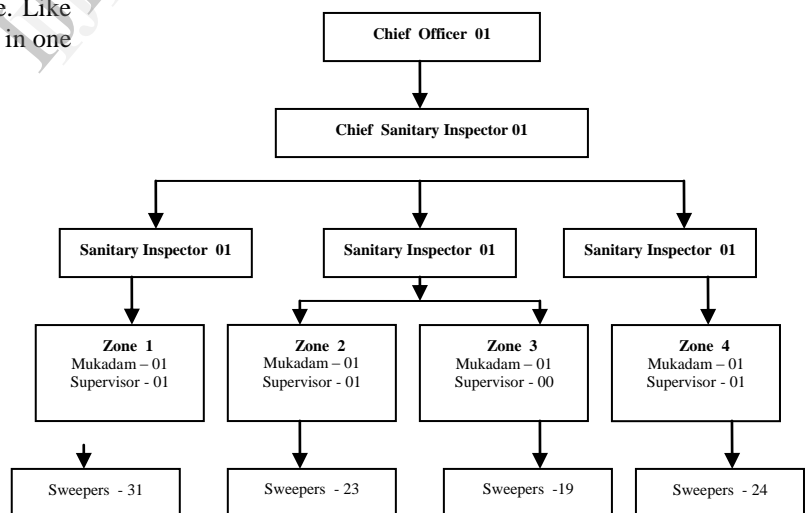 e. Like
in one
Chief Officer 01
Chief Sanitary Inspector 01
Sanitary Inspector 01
Sanitary Inspector 01
Sanitary Inspector 01
Zone 1
Mukadam – 01
Supervisor - 01
Zone 2
Mukadam – 01
Supervisor - 01
Zone 3
Mukadam – 01
Supervisor - 00
Zone 4
Mukadam – 01
Supervisor - 01
Sweepers - 31
Sweepers - 23
Sweepers -19
Sweepers - 24